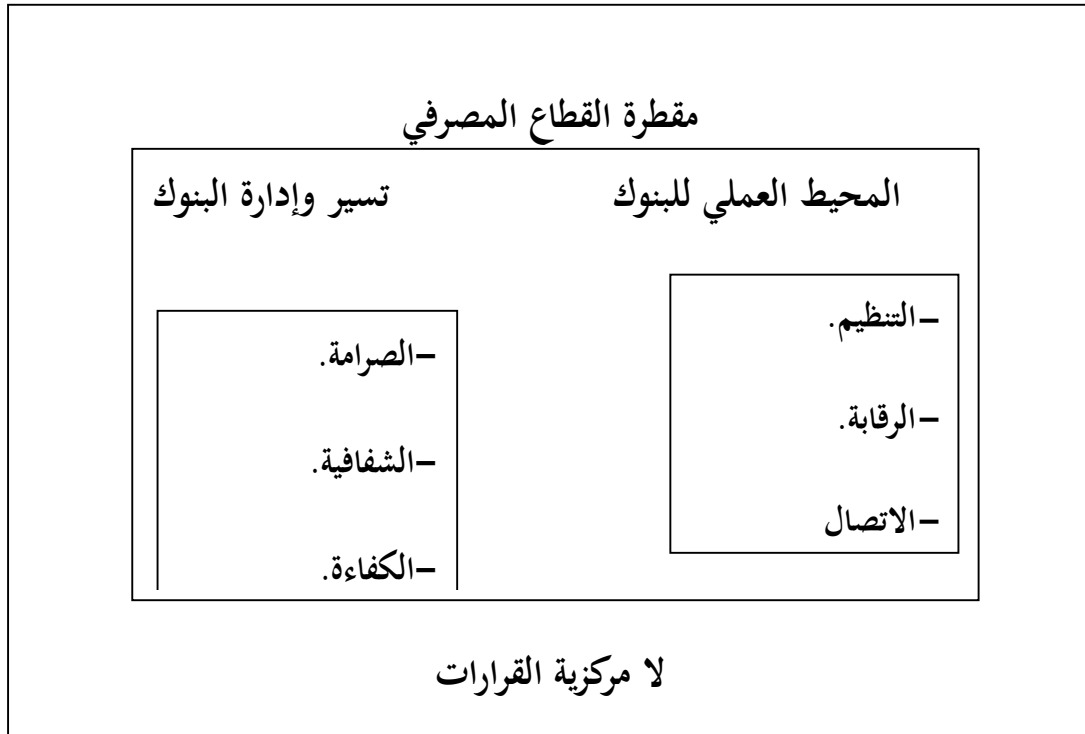 مقطرة القطاع المصرفي
المحيط العملي للبنوك
تسير وإدارة البنوك
–التنظيم.
–الرقابة.
–الاتصال
–الصرامة.
–الشفافية.
–الكفاءة.
لا مركزية القرارات